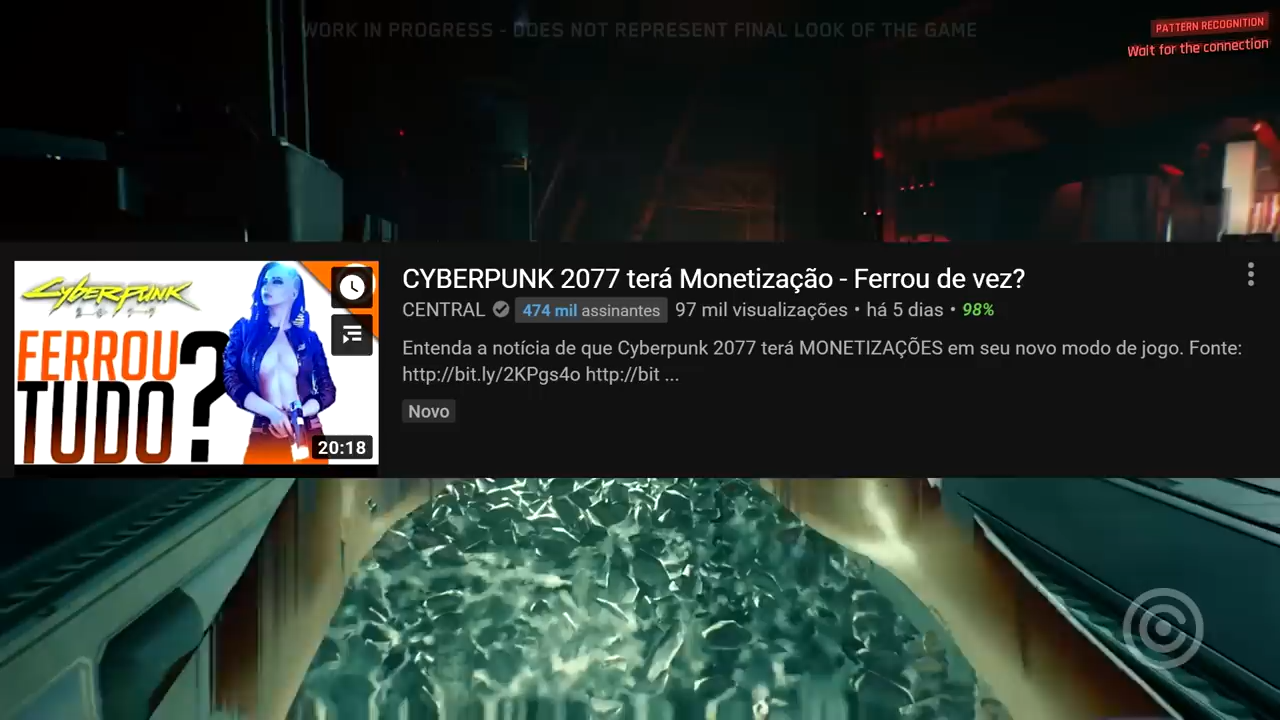 WORK IN PROGRESS - DOES NOT REPRESENT FINAL LOOK OF THE GAME
PATTERN RECOGNITION
Wait for the connection
CYBERPUNK
2077
FERROU
TUDO?
20:18
CYBERPUNK 2077 terá Monetização - Ferrou de vez?
CENTRAL 474 mil assinantes 97 mil visualizações • há 5 dias • 98%
Entenda a notícia de que Cyberpunk 2077 terá MONETIZAÇÕES em seu novo modo de jogo. Fonte:
http://bit.ly/2KPgs4o http://bit ...
Novo